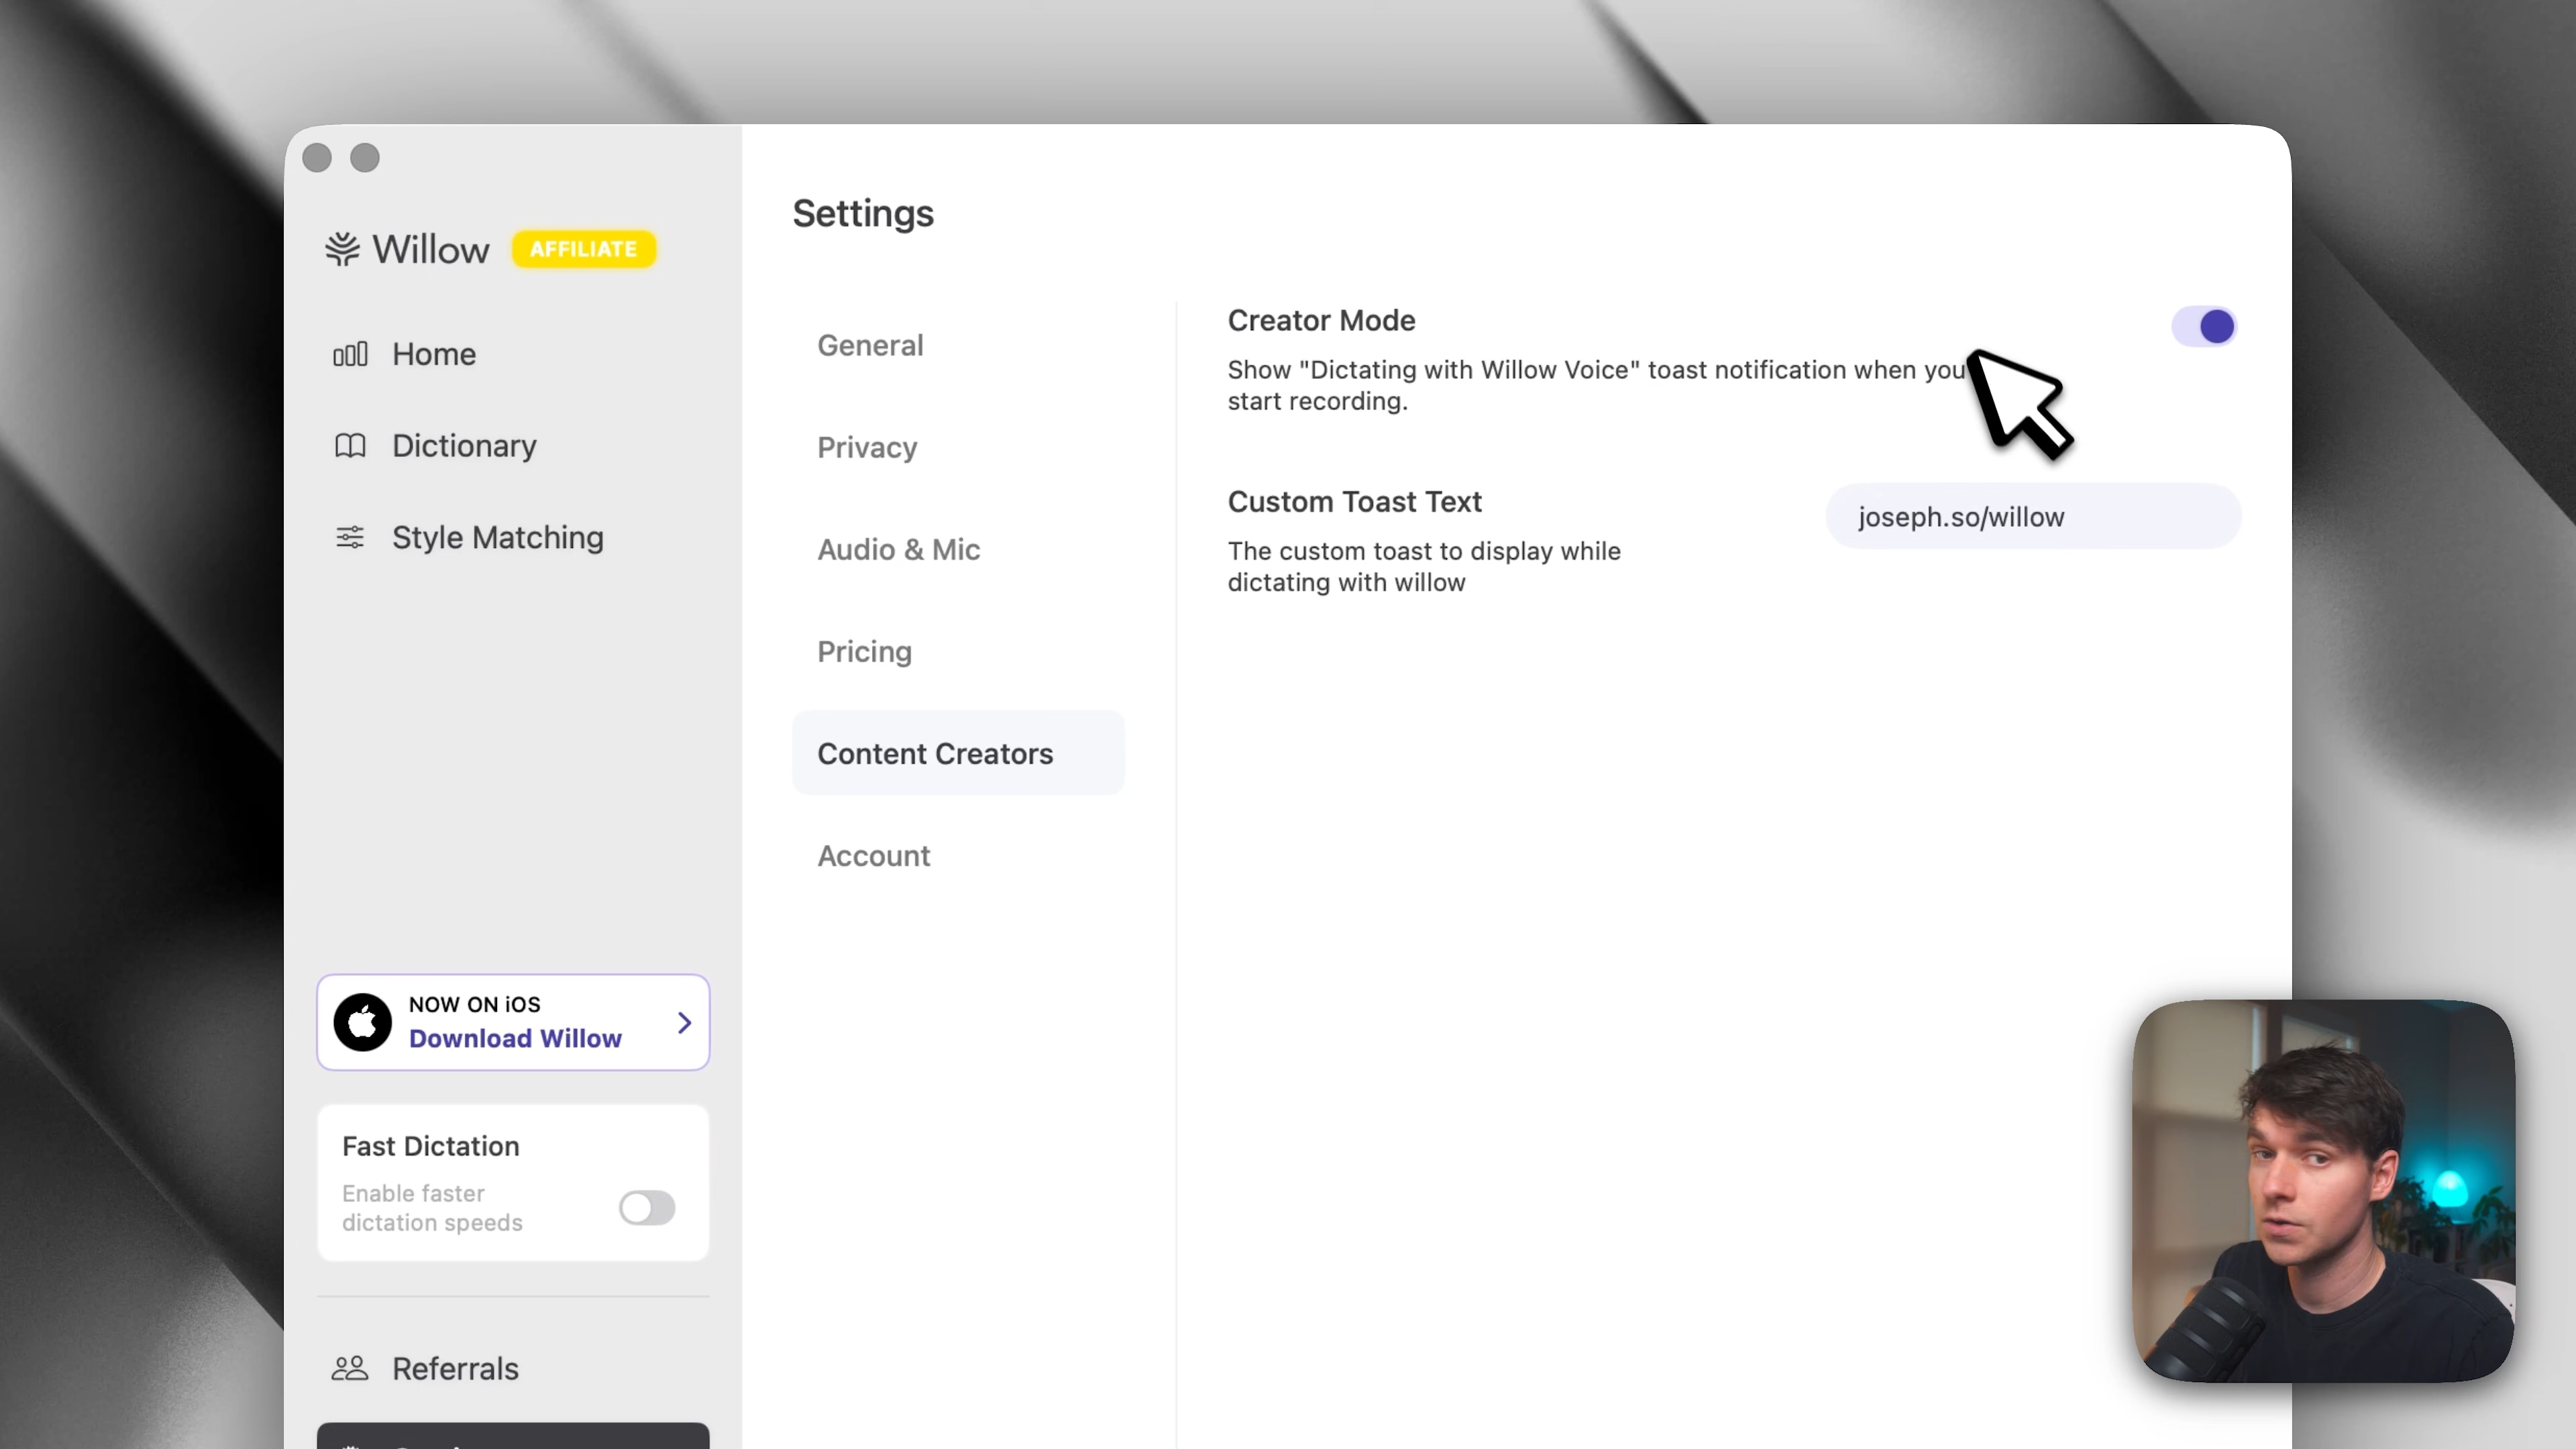 Willow
AFFILIATE
Home
Dictionary
Style Matching
NOW ON iOS
Download Willow
Fast Dictation
Enable faster
dictation speeds
Referrals
Settings
General
Privacy
Audio & Mic
Pricing
Content Creators
Account
Creator Mode
Show "Dictating with Willow Voice" toast notification when you
start recording.
Custom Toast Text
The custom toast to display while
dictating with willow
joseph.so/willow